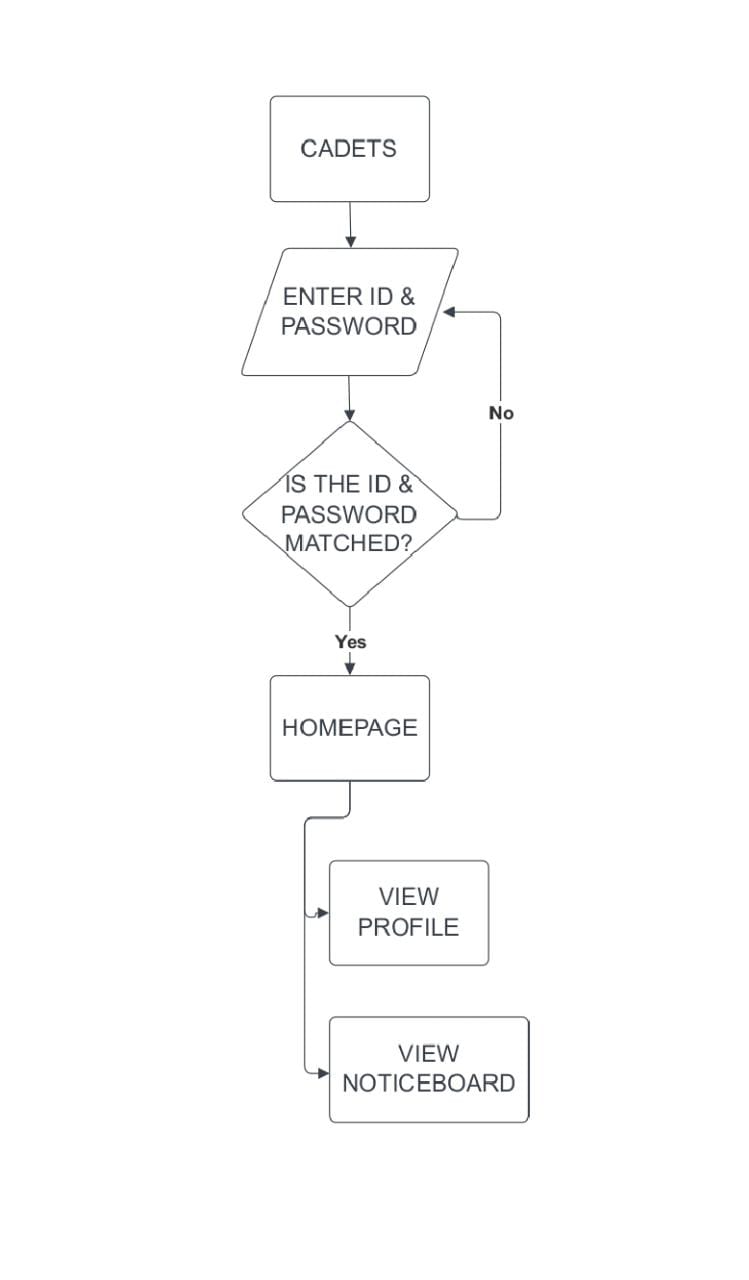 CADETS
ENTER ID &
PASSWORD
No
IS THE ID &
PASSWORD
MATCHED?
Yes
HOMEPAGE
VIEW
PROFILE
VIEW
NOTICEBOARD